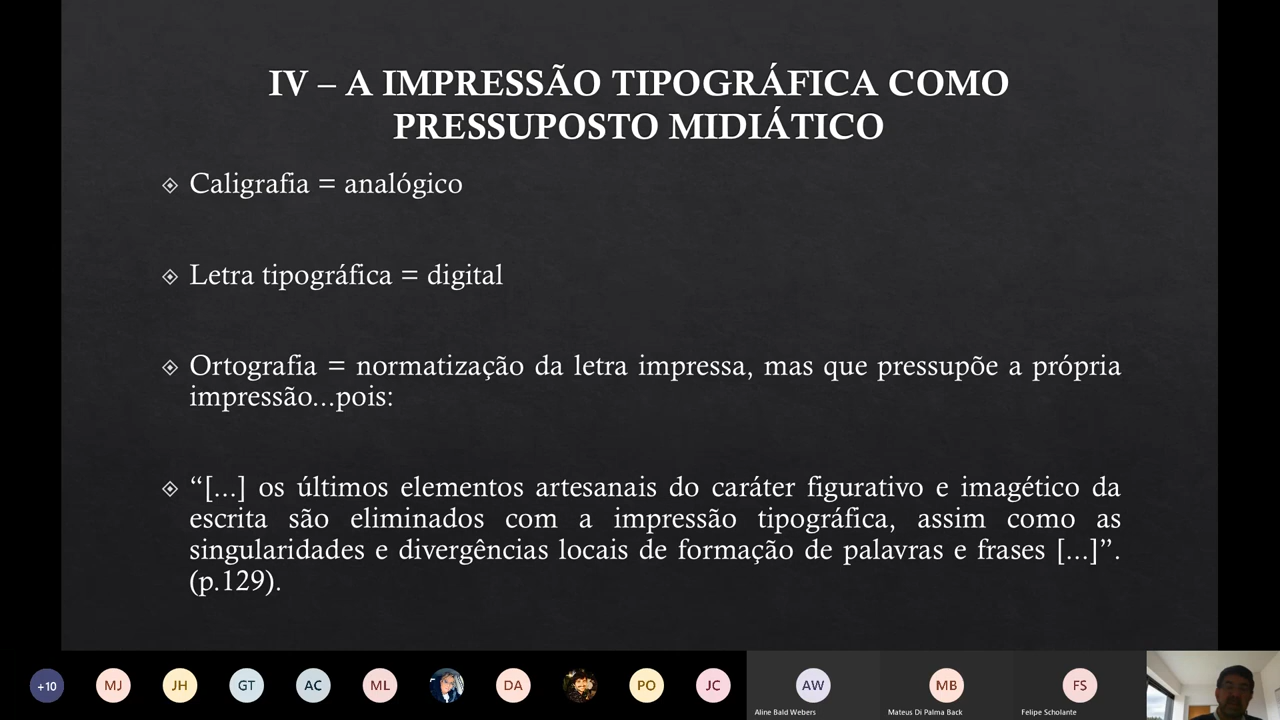 IV – A IMPRESSÃO TIPOGRÁFICA COMO
PRESSUPOSTO MIDIÁTICO
Caligrafia = analógico
Letra tipográfica = digital
Ortografia = normatização da letra impressa, mas que pressupõe a própria
impressão...pois:
“[...] os últimos elementos artesanais do caráter figurativo e imagético da
escrita são eliminados com a impressão tipográfica, assim como as
singularidades e divergências locais de formação de palavras e frases [...]”.
(p.129).
+10 MJ JH GT AC ML DA PO JC AW MB FS
Aline Bald Webers Mateus Di Palma Back Felipe Scholante